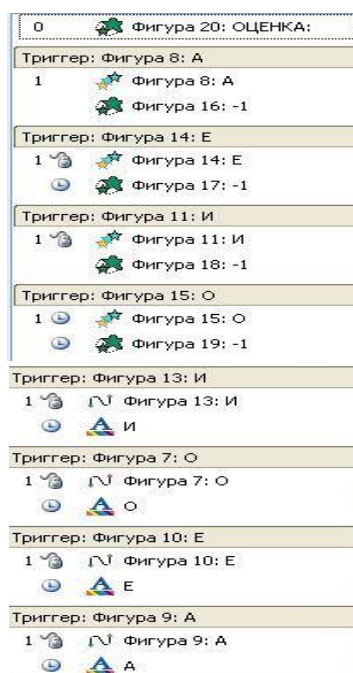 0 Фигура 20: ОЦЕНКА:
Триггер: Фигура 8: А
1 Фигура 8: А
Фигура 16: -1
Триггер: Фигура 14: Е
1 Фигура 14: Е
Фигура 17: -1
Триггер: Фигура 11: И
1 Фигура 11: И
Фигура 18: -1
Триггер: Фигура 15: О
1 Фигура 15: О
Фигура 19: -1
Триггер: Фигура 13: И
1 Фигура 13: И
И
Триггер: Фигура 7: О
1 Фигура 7: О
О
Триггер: Фигура 10: Е
1 Фигура 10: Е
Е
Триггер: Фигура 9: А
1 Фигура 9: А
А